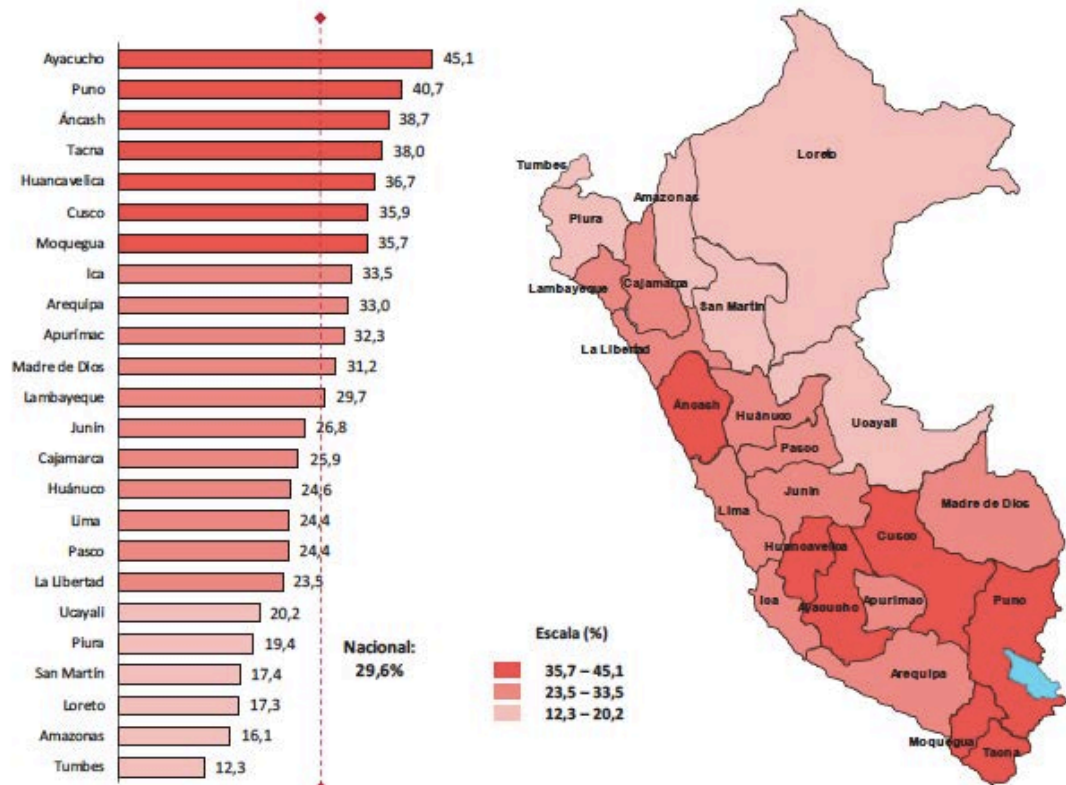 Ayacucho 45,1
Puno 40,7
Áncash 38,7
Tacna 38,0
Huancavelica 36,7
Cusco 35,9
Moquegua 35,7
Ica 33,5
Arequipa 33,0
Apurímac 32,3
Madre de Dios 31,2
Lambayeque 29,7
Junín 26,8
Cajamarca 25,9
Huánuco 24,6
Lima 24,4
Pasco 24,4
La Libertad 23,5
Ucayali 20,2
Piura 19,4
San Martín 17,4
Loreto 17,3
Amazonas 16,1
Tumbes 12,3
Nacional:
29,6%
Escala (%)
35,7 – 45,1
23,5 – 33,5
12,3 – 20,2
Loreto
Tumbes
Amazonas
Piura
Lambayeque
Cajamarca
San Martín
La Libertad
Áncash
Huánuco
Ucayali
Pasco
Lima
Junín
Madre de Dios
Huancavelica
Cusco
Ica
Ayacucho
Apurímac
Puno
Arequipa
Moquegua
Tacna